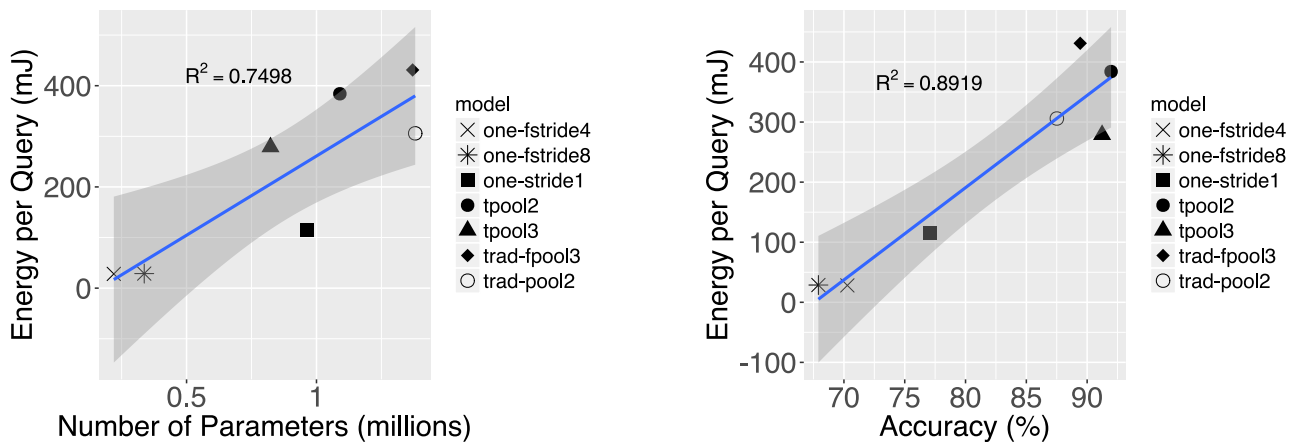 Energy per Query (mJ)
400
200
0
0.5
1
Number of Parameters (millions)
R² = 0.7498
model
one-fstride4
one-fstride8
one-stride1
tpool2
tpool3
trad-fpool3
trad-pool2
Energy per Query (mJ)
400
300
200
100
0
-100
70
75
80
85
90
Accuracy (%)
R² = 0.8919
model
one-fstride4
one-fstride8
one-stride1
tpool2
tpool3
trad-fpool3
trad-pool2